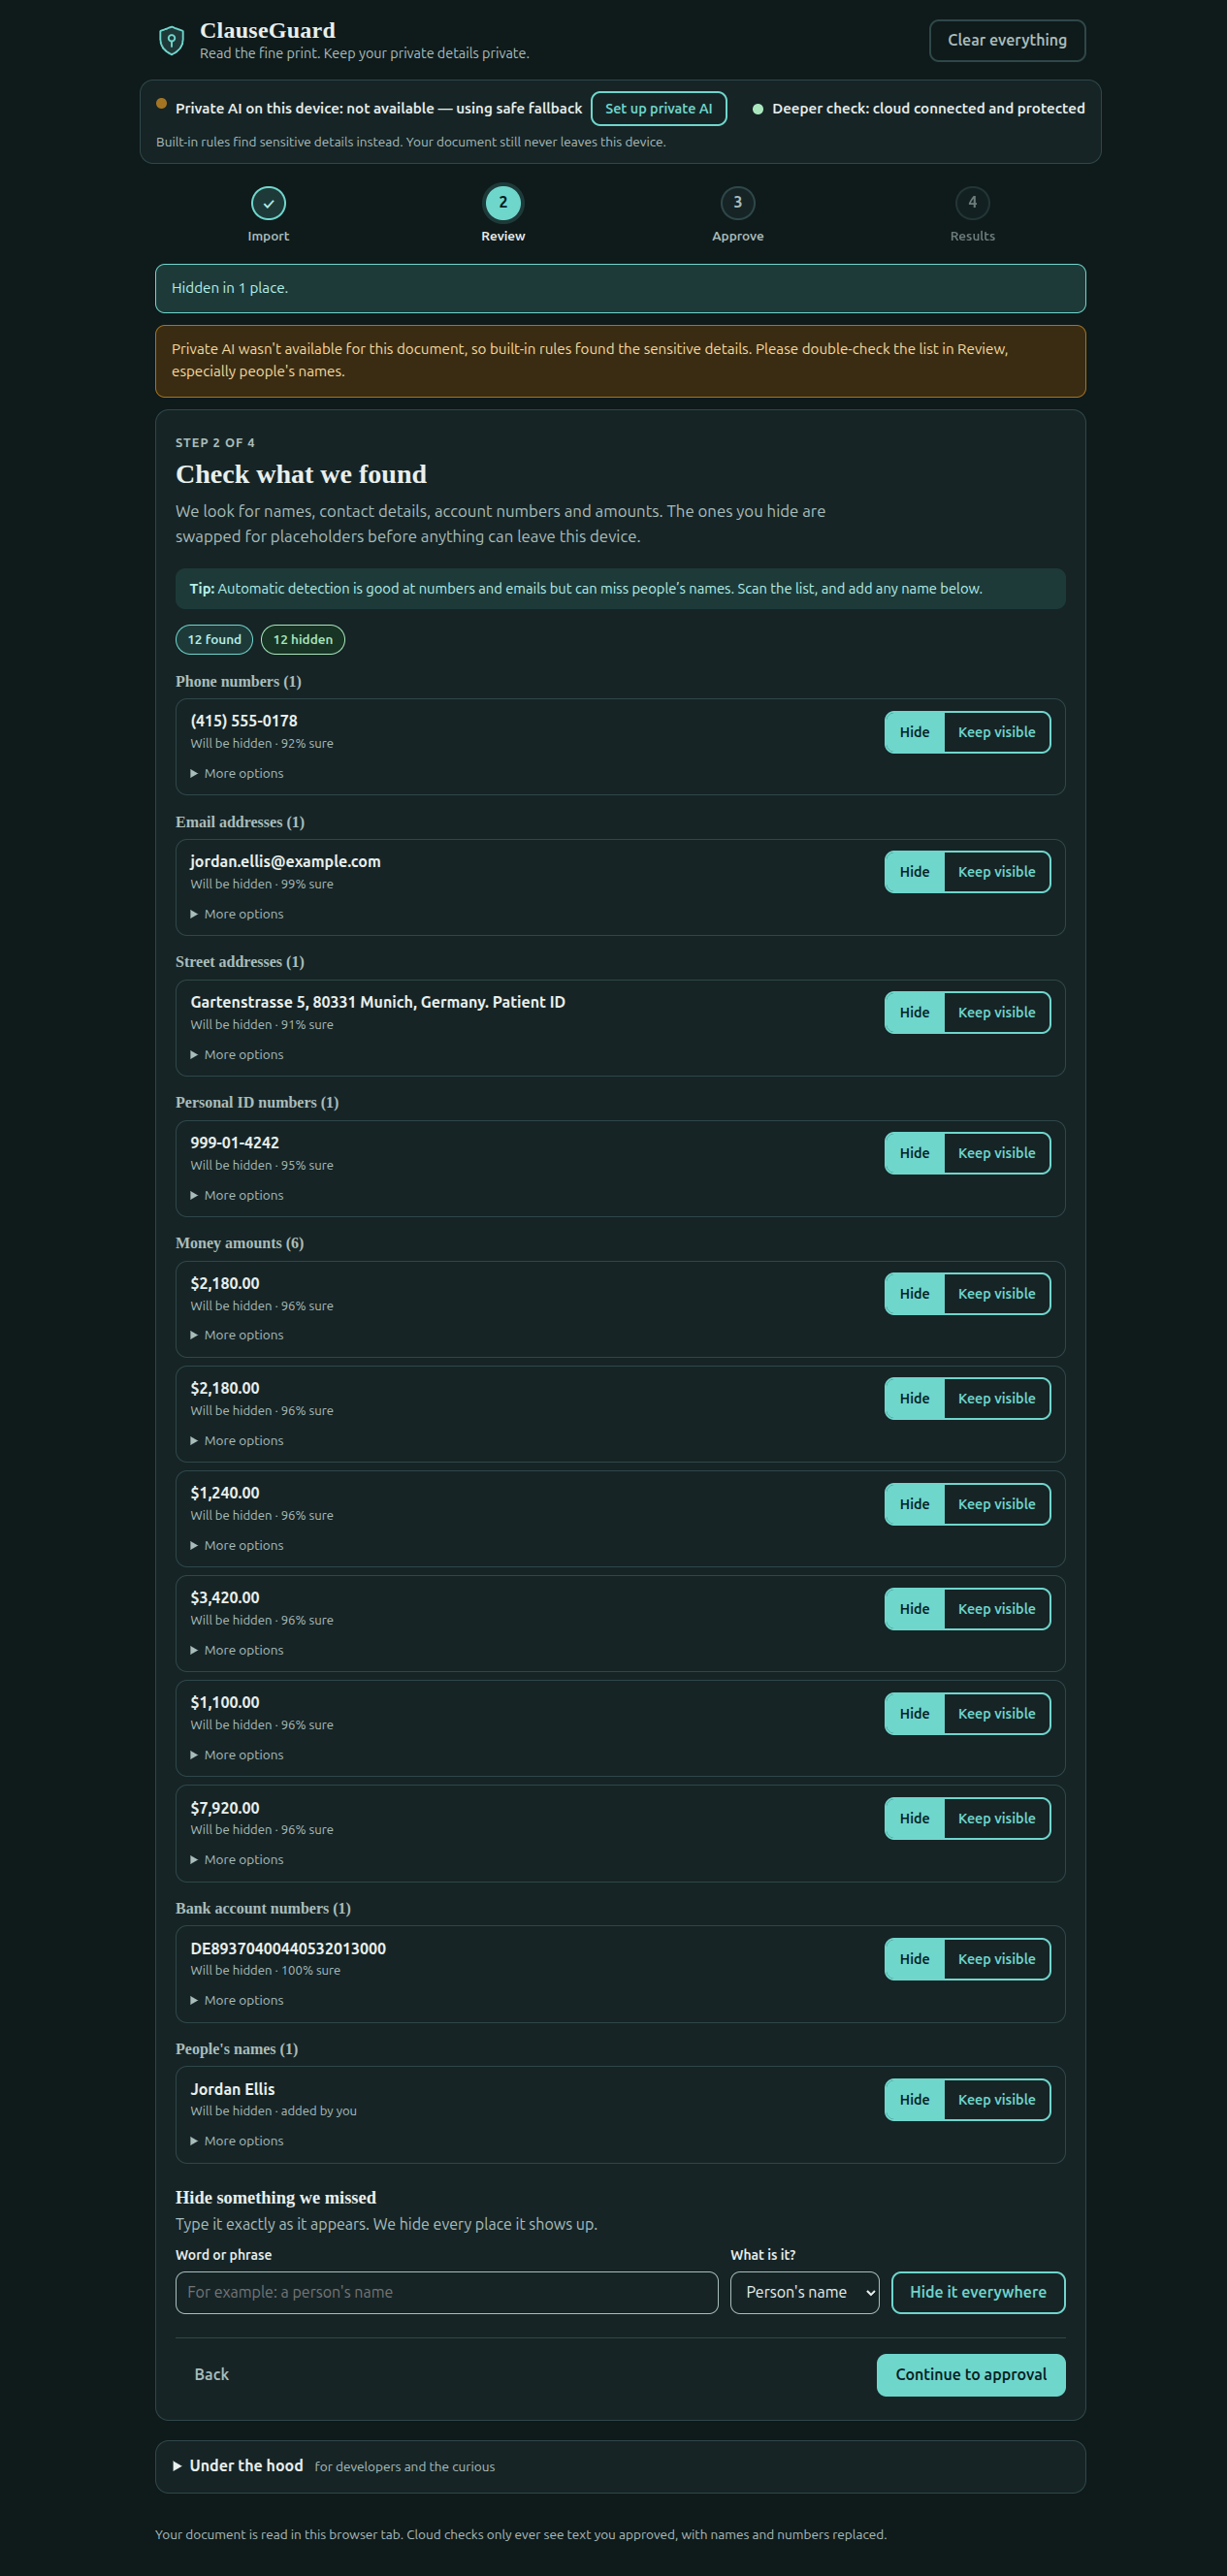 ClauseGuard
Read the fine print. Keep your private details private.
Clear everything
Private AI on this device: not available — using safe fallback
Set up private AI
Deeper check: cloud connected and protected
Built-in rules find sensitive details instead. Your document still never leaves this device.
Import
2
Review
3
Approve
4
Results
Hidden in 1 place.
Private AI wasn't available for this document, so built-in rules found the sensitive details. Please double-check the list in Review,
especially people's names.
STEP 2 OF 4
Check what we found
We look for names, contact details, account numbers and amounts. The ones you hide are
swapped for placeholders before anything can leave this device.
Tip: Automatic detection is good at numbers and emails but can miss people’s names. Scan the list, and add any name below.
12 found
12 hidden
Phone numbers (1)
(415) 555-0178
Will be hidden · 92% sure
More options
Hide
Keep visible
Email addresses (1)
jordan.ellis@example.com
Will be hidden · 99% sure
More options
Hide
Keep visible
Street addresses (1)
Gartenstrasse 5, 80331 Munich, Germany. Patient ID
Will be hidden · 91% sure
More options
Hide
Keep visible
Personal ID numbers (1)
999-01-4242
Will be hidden · 95% sure
More options
Hide
Keep visible
Money amounts (6)
$2,180.00
Will be hidden · 96% sure
More options
Hide
Keep visible
$2,180.00
Will be hidden · 96% sure
More options
Hide
Keep visible
$1,240.00
Will be hidden · 96% sure
More options
Hide
Keep visible
$3,420.00
Will be hidden · 96% sure
More options
Hide
Keep visible
$1,100.00
Will be hidden · 96% sure
More options
Hide
Keep visible
$7,920.00
Will be hidden · 96% sure
More options
Hide
Keep visible
Bank account numbers (1)
DE89370400440532013000
Will be hidden · 100% sure
More options
Hide
Keep visible
People's names (1)
Jordan Ellis
Will be hidden · added by you
More options
Hide
Keep visible
Hide something we missed
Type it exactly as it appears. We hide every place it shows up.
Word or phrase
For example: a person's name
What is it?
Person's name
Hide it everywhere
Back
Continue to approval
Under the hood for developers and the curious
Your document is read in this browser tab. Cloud checks only ever see text you approved, with names and numbers replaced.